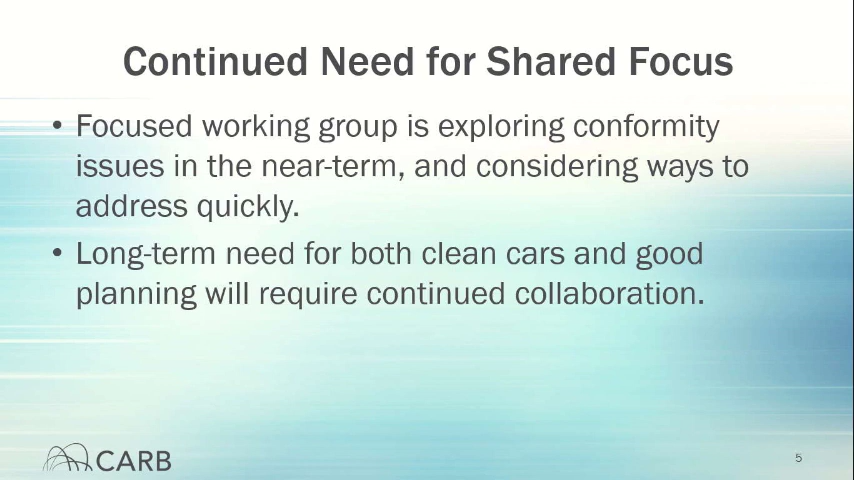 Continued Need for Shared Focus
• Focused working group is exploring conformity
issues in the near-term, and considering ways to
address quickly.
• Long-term need for both clean cars and good
planning will require continued collaboration.
CARB
5